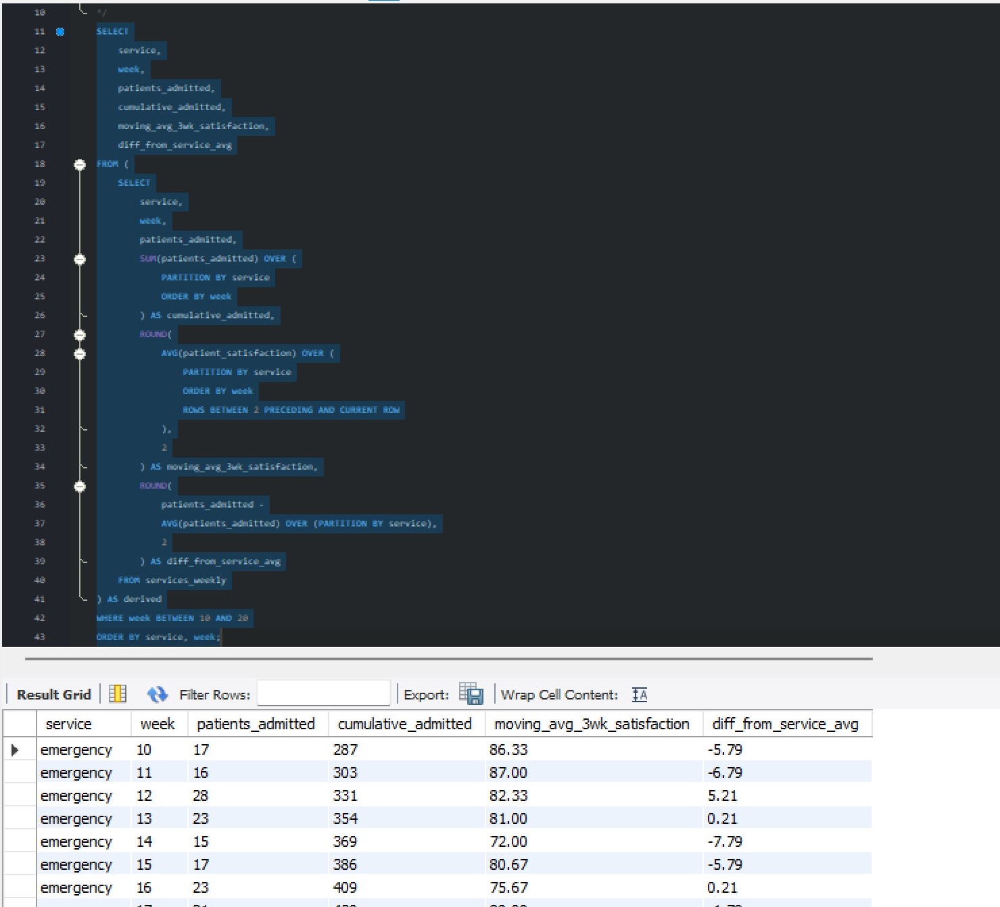 10 */
11 SELECT
12 service,
13 week,
14 patients_admitted,
15 cumulative_admitted,
16 moving_avg_3wk_satisfaction,
17 diff_from_service_avg
18 FROM (
19 SELECT
20 service,
21 week,
22 patients_admitted,
23 SUM(patients_admitted) OVER (
24 PARTITION BY service
25 ORDER BY week
26 ) AS cumulative_admitted,
27 ROUND(
28 AVG(patient_satisfaction) OVER (
29 PARTITION BY service
30 ORDER BY week
31 ROWS BETWEEN 2 PRECEDING AND CURRENT ROW
32 ),
33 2
34 ) AS moving_avg_3wk_satisfaction,
35 ROUND(
36 patients_admitted -
37 AVG(patients_admitted) OVER (PARTITION BY service),
38 2
39 ) AS diff_from_service_avg
40 FROM services_weekly
41 ) AS derived
42 WHERE week BETWEEN 10 AND 20
43 ORDER BY service, week;
Result Grid Filter Rows: Export: Wrap Cell Content: IA
service week patients_admitted cumulative_admitted moving_avg_3wk_satisfaction diff_from_service_avg
emergency 10 17 287 86.33 -5.79
emergency 11 16 303 87.00 -6.79
emergency 12 28 331 82.33 5.21
emergency 13 23 354 81.00 0.21
emergency 14 15 369 72.00 -7.79
emergency 15 17 386 80.67 -5.79
emergency 16 23 409 75.67 0.21